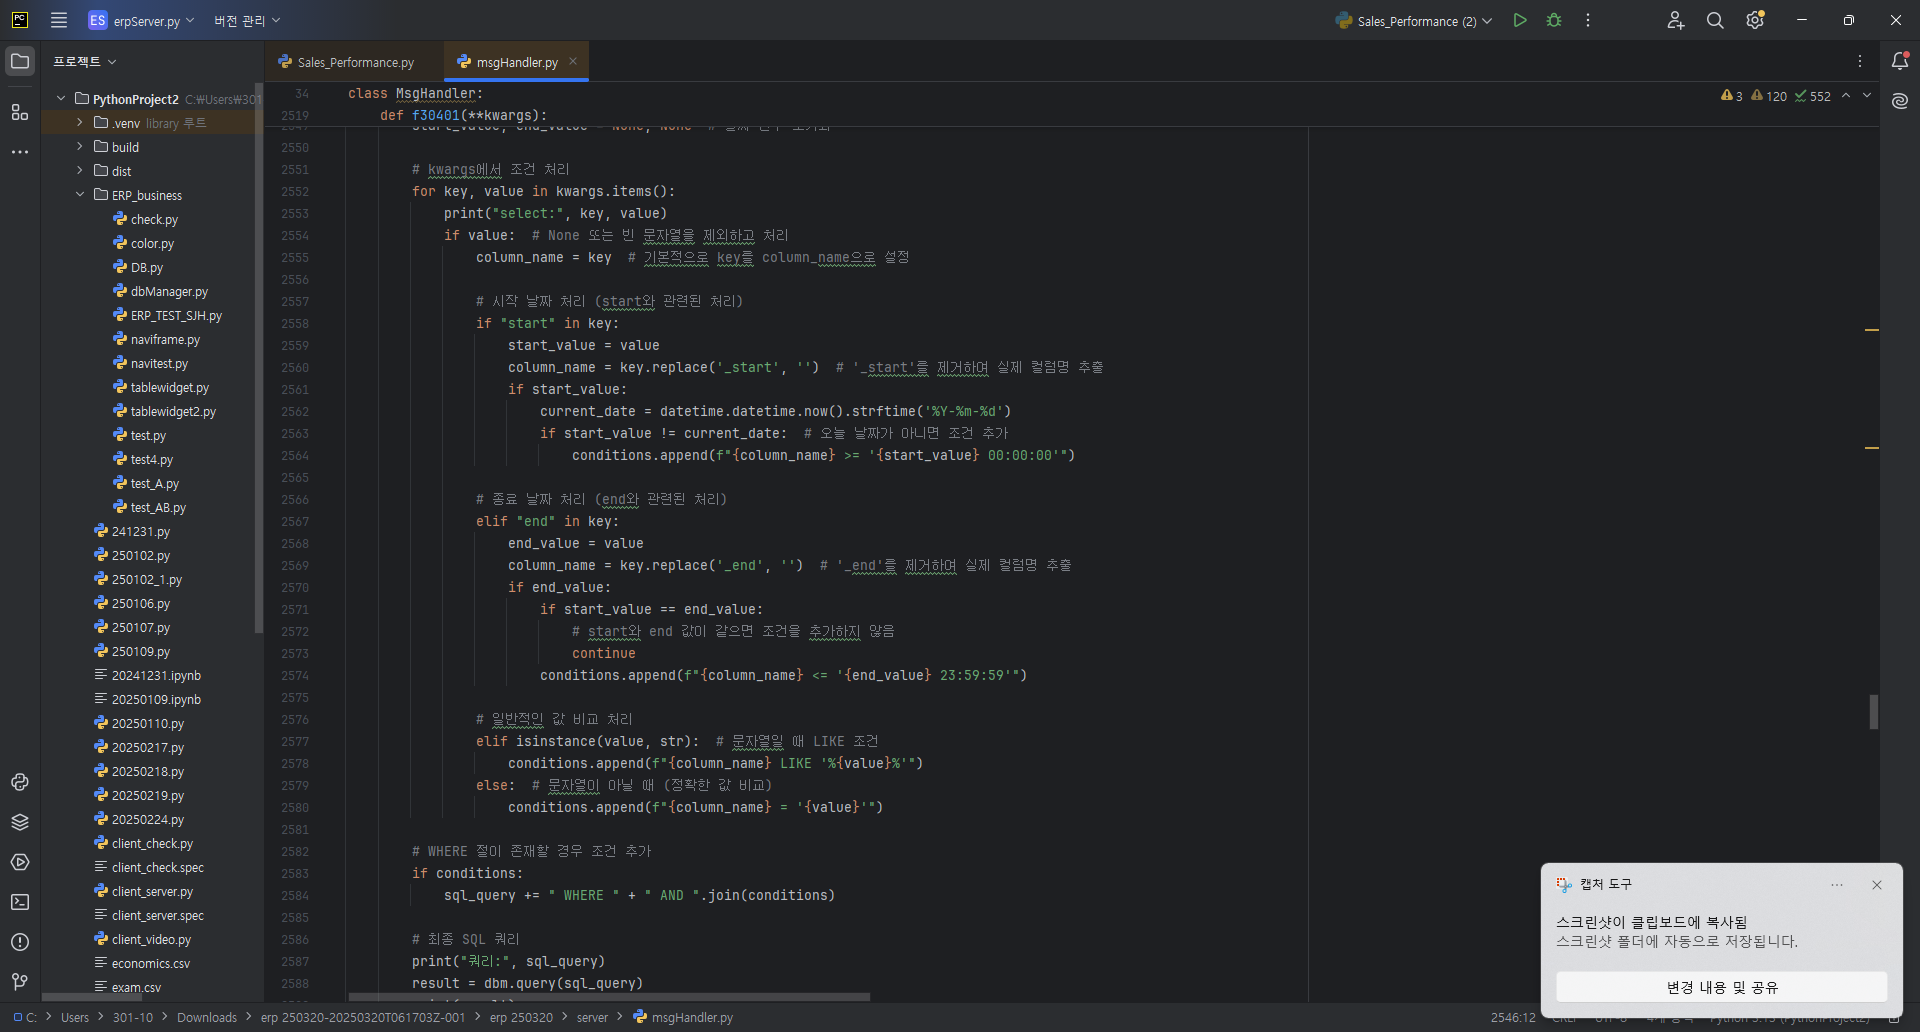 PC
ES erpServer.py 버전 관리 Sales_Performance (2)
프로젝트
Sales_Performance.py msgHandler.py
PythonProject2 C:₩Users₩301
.venv library 루트
build
dist
ERP_business
check.py
color.py
DB.py
dbManager.py
ERP_TEST_SJH.py
naviframe.py
navitest.py
tablewidget.py
tablewidget2.py
test.py
test4.py
test_A.py
test_AB.py
241231.py
250102.py
250102_1.py
250106.py
250107.py
250109.py
20241231.ipynb
20250109.ipynb
20250110.py
20250217.py
20250218.py
20250219.py
20250224.py
client_check.py
client_check.spec
client_server.py
client_server.spec
client_video.py
economics.csv
exam.csv
34 class MsgHandler:
3 120 552
2519 def f30401(**kwargs):
2550
2551 # kwargs에서 조건 처리
2552 for key, value in kwargs.items():
2553 print("select:", key, value)
2554 if value: # None 또는 빈 문자열을 제외하고 처리
2555 column_name = key # 기본적으로 key를 column_name으로 설정
2556
2557 # 시작 날짜 처리 (start와 관련된 처리)
2558 if "start" in key:
2559 start_value = value
2560 column_name = key.replace('_start', '') # '_start'를 제거하여 실제 컬럼명 추출
2561 if start_value:
2562 current_date = datetime.datetime.now().strftime('%Y-%m-%d')
2563 if start_value != current_date: # 오늘 날짜가 아니면 조건 추가
2564 conditions.append(f"{column_name} >= '{start_value} 00:00:00'")
2565
2566 # 종료 날짜 처리 (end와 관련된 처리)
2567 elif "end" in key:
2568 end_value = value
2569 column_name = key.replace('_end', '') # '_end'를 제거하여 실제 컬럼명 추출
2570 if end_value:
2571 if start_value == end_value:
2572 # start와 end 값이 같으면 조건을 추가하지 않음
2573 continue
2574 conditions.append(f"{column_name} <= '{end_value} 23:59:59'")
2575
2576 # 일반적인 값 비교 처리
2577 elif isinstance(value, str): # 문자열일 때 LIKE 조건
2578 conditions.append(f"{column_name} LIKE '%{value}%'")
2579 else: # 문자열이 아닐 때 (정확한 값 비교)
2580 conditions.append(f"{column_name} = '{value}'")
2581
2582 # WHERE 절이 존재할 경우 조건 추가
2583 if conditions:
2584 sql_query += " WHERE " + " AND ".join(conditions)
2585
2586 # 최종 SQL 쿼리
2587 print("쿼리:", sql_query)
2588 result = dbm.query(sql_query)
캡처 도구
스크린샷이 클립보드에 복사됨
스크린샷 폴더에 자동으로 저장됩니다.
변경 내용 및 공유
C: Users 301-10 Downloads erp 250320-20250320T061703Z-001 erp 250320 server msgHandler.py 2546:12